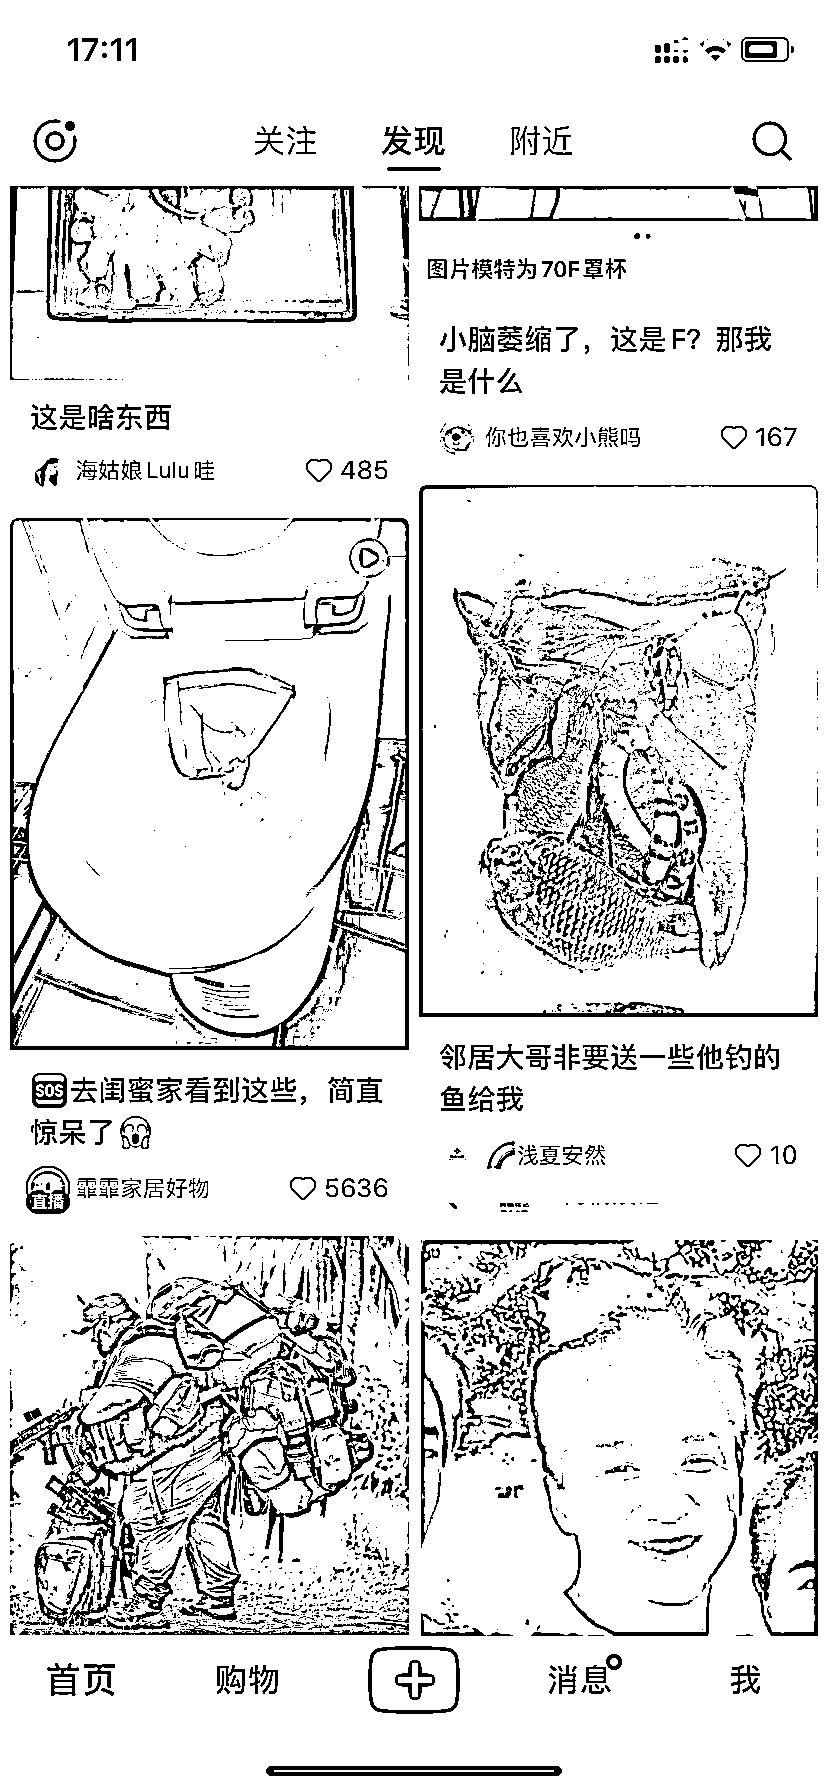 17:11
关注 发现 附近
图片模特为70F罩杯
小脑萎缩了，这是F？那我
是什么
你也喜欢小熊吗 167
这是啥东西
海姑娘Lulu哇 485
SOS去闺蜜家看到这些，简直
惊呆了
直播 霏霏家居好物 5636
邻居大哥非要送一些他钓的
鱼给我
浅夏安然 10
首页 购物 消息 我